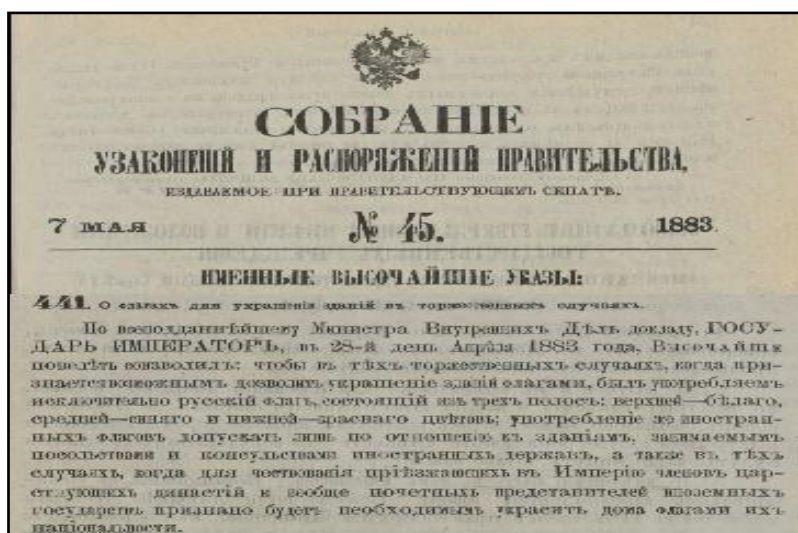 СОБРАНІЕ
УЗАКОНЕНІЙ И РАСПОРЯЖЕНІЙ ПРАВИТЕЛЬСТВА,
ИЗДАВАЕМОЕ ПРИ ПРАВИТЕЛЬСТВУЮЩЕМЪ СЕНАТѢ.
7 МАЯ № 45. 1883.
ИМЕННЫЕ ВЫСОЧАЙШІЕ УКАЗЫ:
441. О флагахъ для украшенія зданій въ торжественныхъ случаяхъ.
По всеподданнѣйшему Министра Внутреннихъ Дѣлъ докладу, ГОСУ-
ДАРЬ ИМПЕРАТОРЪ, въ 28-й день Апрѣля 1883 года, Высочайше
повелѣть соизволилъ: чтобы въ тѣхъ торжественныхъ случаяхъ, когда при-
знается возможнымъ дозволить украшеніе зданій флагами, былъ употребляемъ
исключительно русскій флагъ, состоящій изъ трехъ полосъ: верхней—бѣлаго,
средней—синяго и нижней—краснаго цвѣтовъ; употребленіе же иностран-
ныхъ флаговъ допускать лишь по отношенію къ зданіямъ, занимаемымъ
посольствами и консульствами иностранныхъ державъ, а также въ тѣхъ
случаяхъ, когда для чествованія пріѣзжающихъ въ Имперію членовъ цар-
ствующихъ династій и вообще почетныхъ представителей иноземныхъ
государствъ признано будетъ необходимымъ украсить дома флагами ихъ
національности.